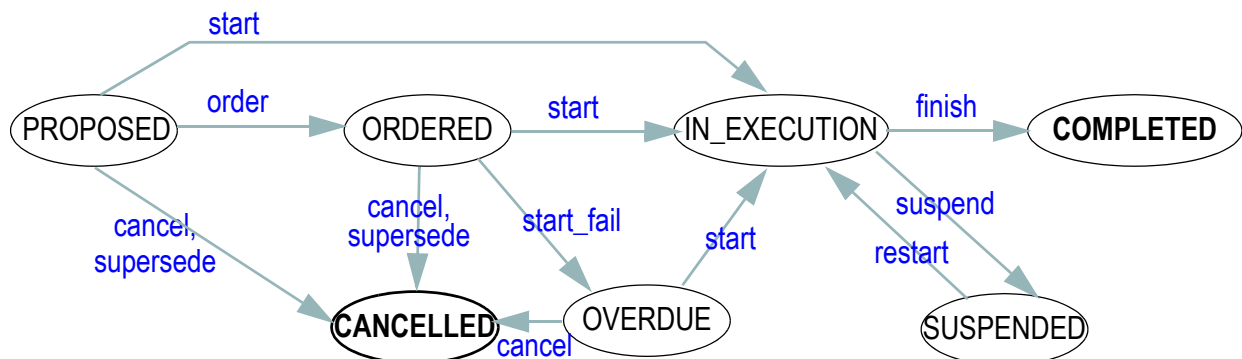 start
order
start
finish
PROPOSED
ORDERED
IN_EXECUTION
COMPLETED
cancel,
supersede
cancel,
supersede
start_fail
start
suspend
restart
CANCELLED
OVERDUE
SUSPENDED
cancel